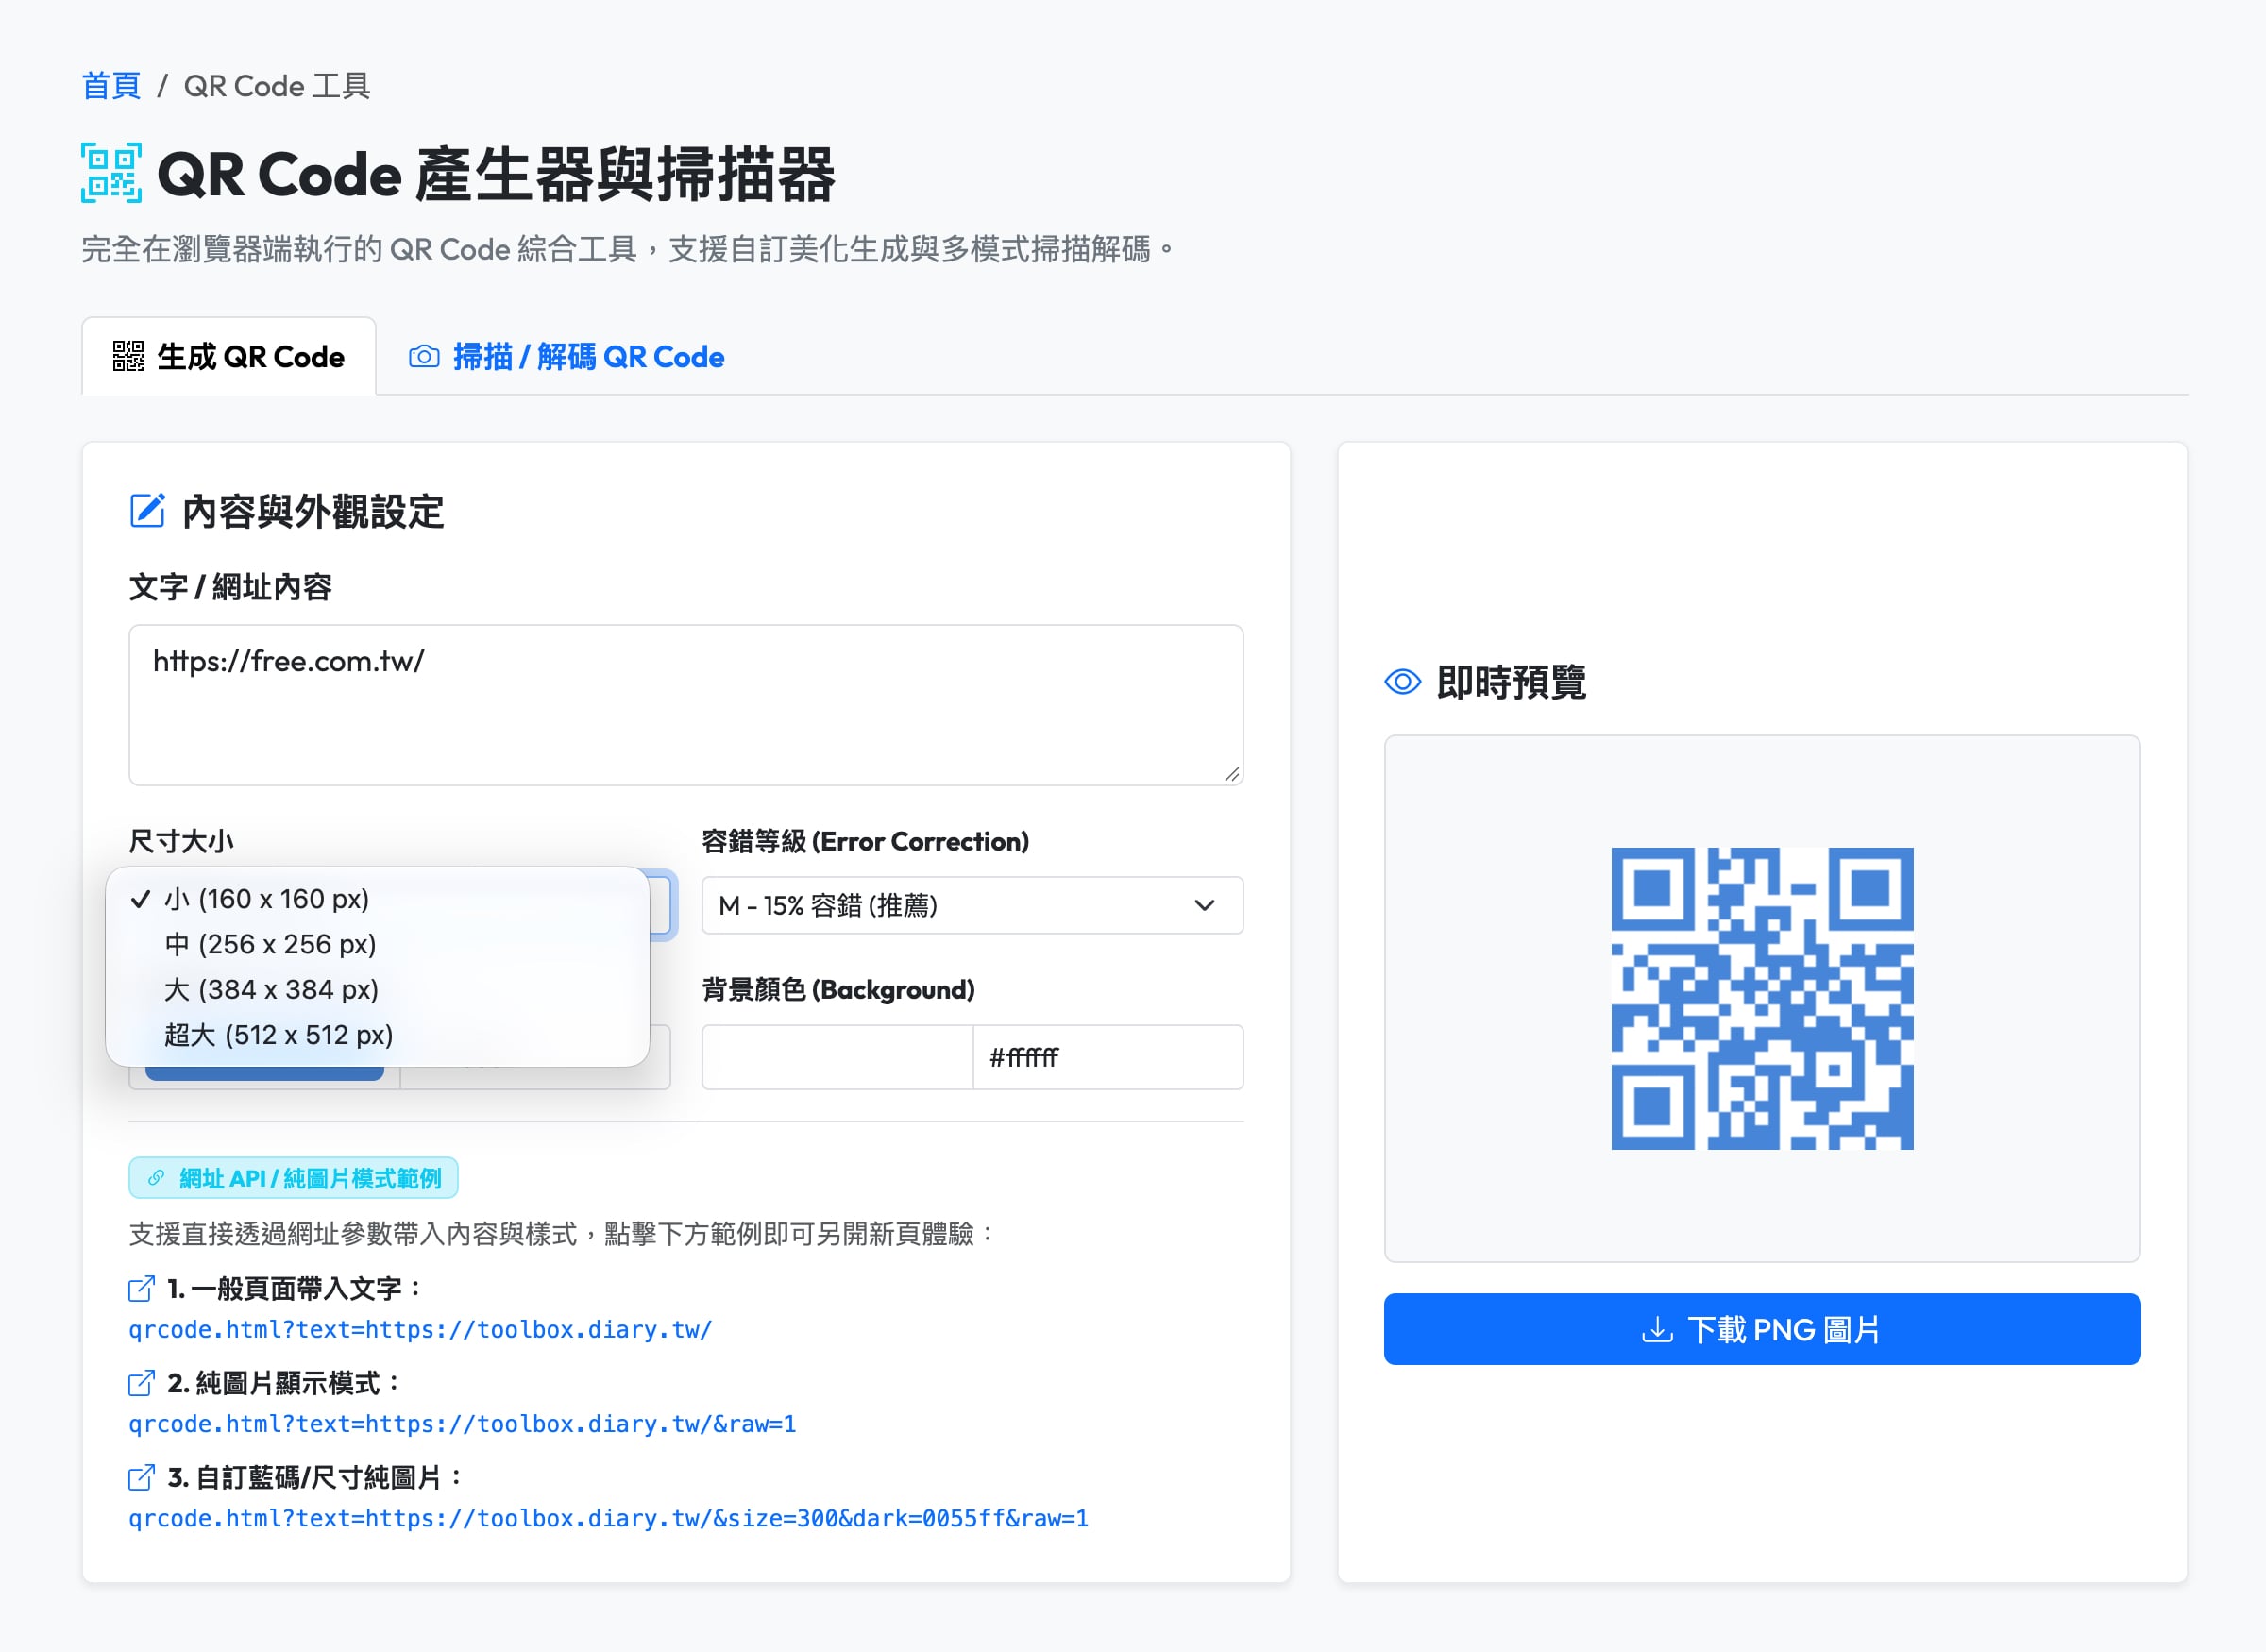 首頁 / QR Code 工具
QR Code 產生器與掃描器
完全在瀏覽器端執行的 QR Code 綜合工具，支援自訂美化生成與多模式掃描解碼。
生成 QR Code
掃描 / 解碼 QR Code
內容與外觀設定
文字 / 網址內容
https://free.com.tw/
尺寸大小
小 (160 x 160 px)
中 (256 x 256 px)
大 (384 x 384 px)
超大 (512 x 512 px)
容錯等級 (Error Correction)
M - 15% 容錯 (推薦)
背景顏色 (Background)
#ffffff
網址 API / 純圖片模式範例
支援直接透過網址參數帶入內容與樣式，點擊下方範例即可另開新頁體驗：
1. 一般頁面帶入文字：
qrcode.html?text=https://toolbox.diary.tw/
2. 純圖片顯示模式：
qrcode.html?text=https://toolbox.diary.tw/&raw=1
3. 自訂藍碼/尺寸純圖片：
qrcode.html?text=https://toolbox.diary.tw/&size=300&dark=0055ff&raw=1
即時預覽
下載 PNG 圖片